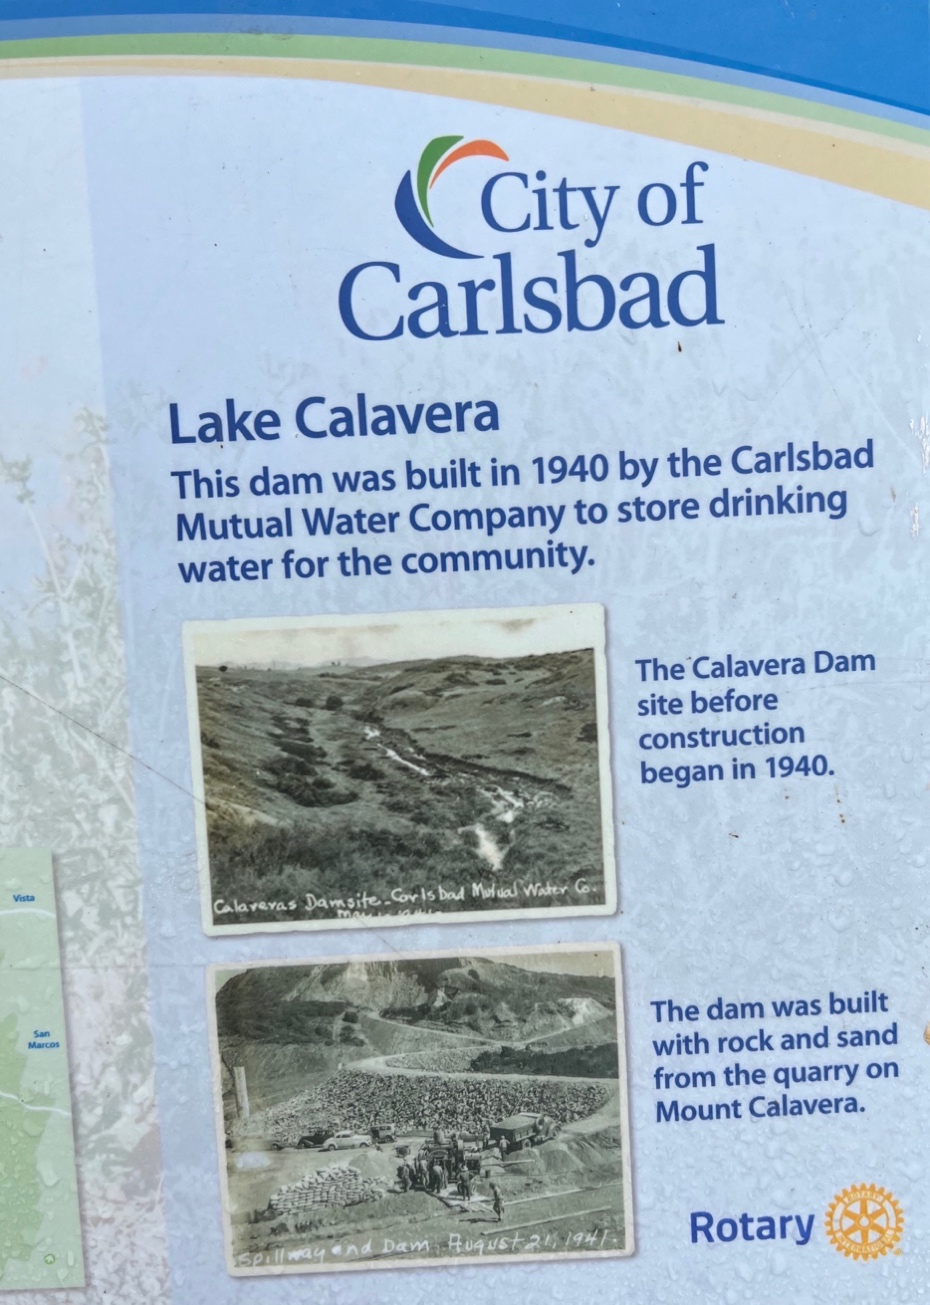 City of
Carlsbad
Lake Calavera
This dam was built in 1940 by the Carlsbad
Mutual Water Company to store drinking
water for the community.
The Calavera Dam
site before
construction
began in 1940.
Calaveras Damsite - Carlsbad Mutual Water Co.
Vista
San
Marcos
The dam was built
with rock and sand
from the quarry on
Mount Calavera.
Spillway and Dam. August 21, 1941.
Rotary
ROTARY
INTERNATIONAL